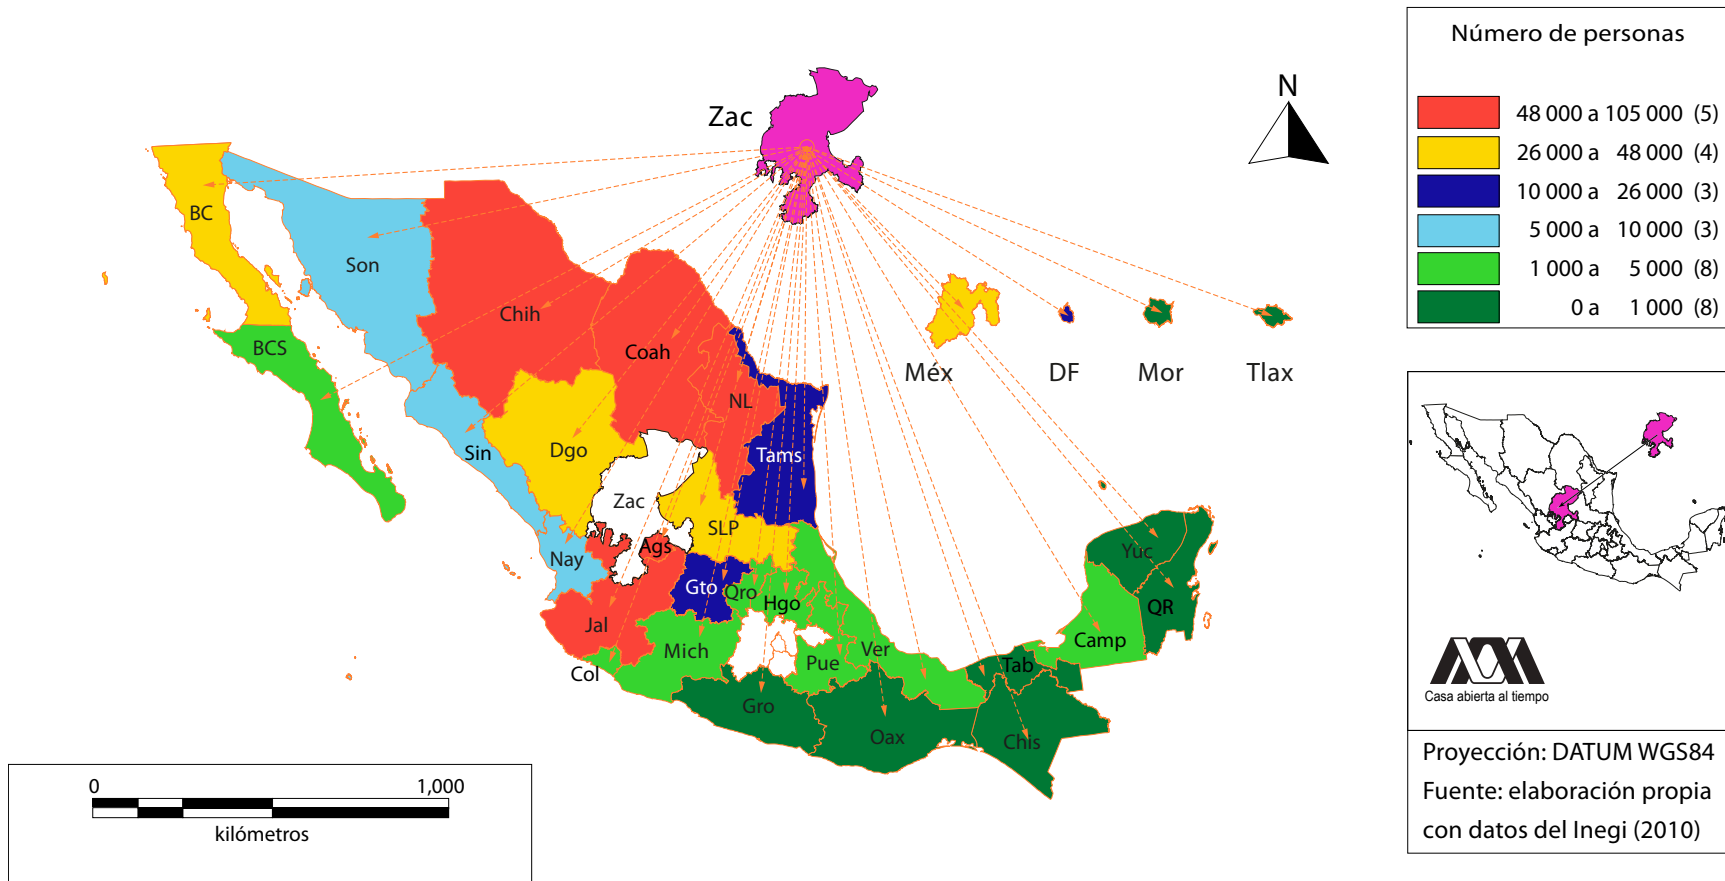 Número de personas
48 000 a 105 000 (5)
26 000 a 48 000 (4)
10 000 a 26 000 (3)
5 000 a 10 000 (3)
1 000 a 5 000 (8)
0 a 1 000 (8)
Zac
N
BC
Son
Chih
BCS
Coah
NL
Méx
DF
Mor
Tlax
Sin
Dgo
Tams
Zac
SLP
Nay
Ags
Gto
Qro
Hgo
Jal
Mich
Col
Pue
Ver
Gro
Oax
Tab
Chis
Camp
Yuc
QR
0 1,000
kilómetros
Casa abierta al tiempo
Proyección: DATUM WGS84
Fuente: elaboración propia
con datos del Inegi (2010)